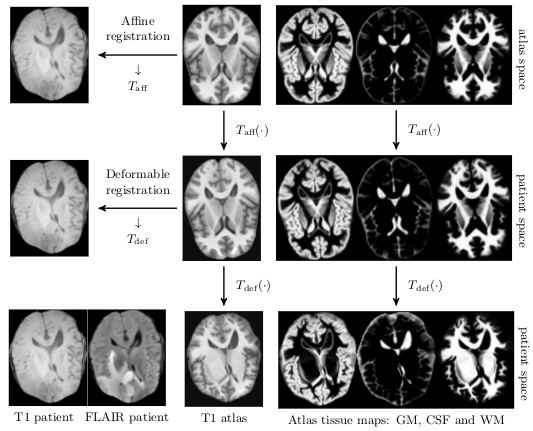 Affine
registration
↓
T_aff
atlas space
T_aff(·)
T_aff(·)
Deformable
registration
↓
T_def
patient space
T_def(·)
T_def(·)
patient space
T1 patient FLAIR patient T1 atlas Atlas tissue maps: GM, CSF and WM